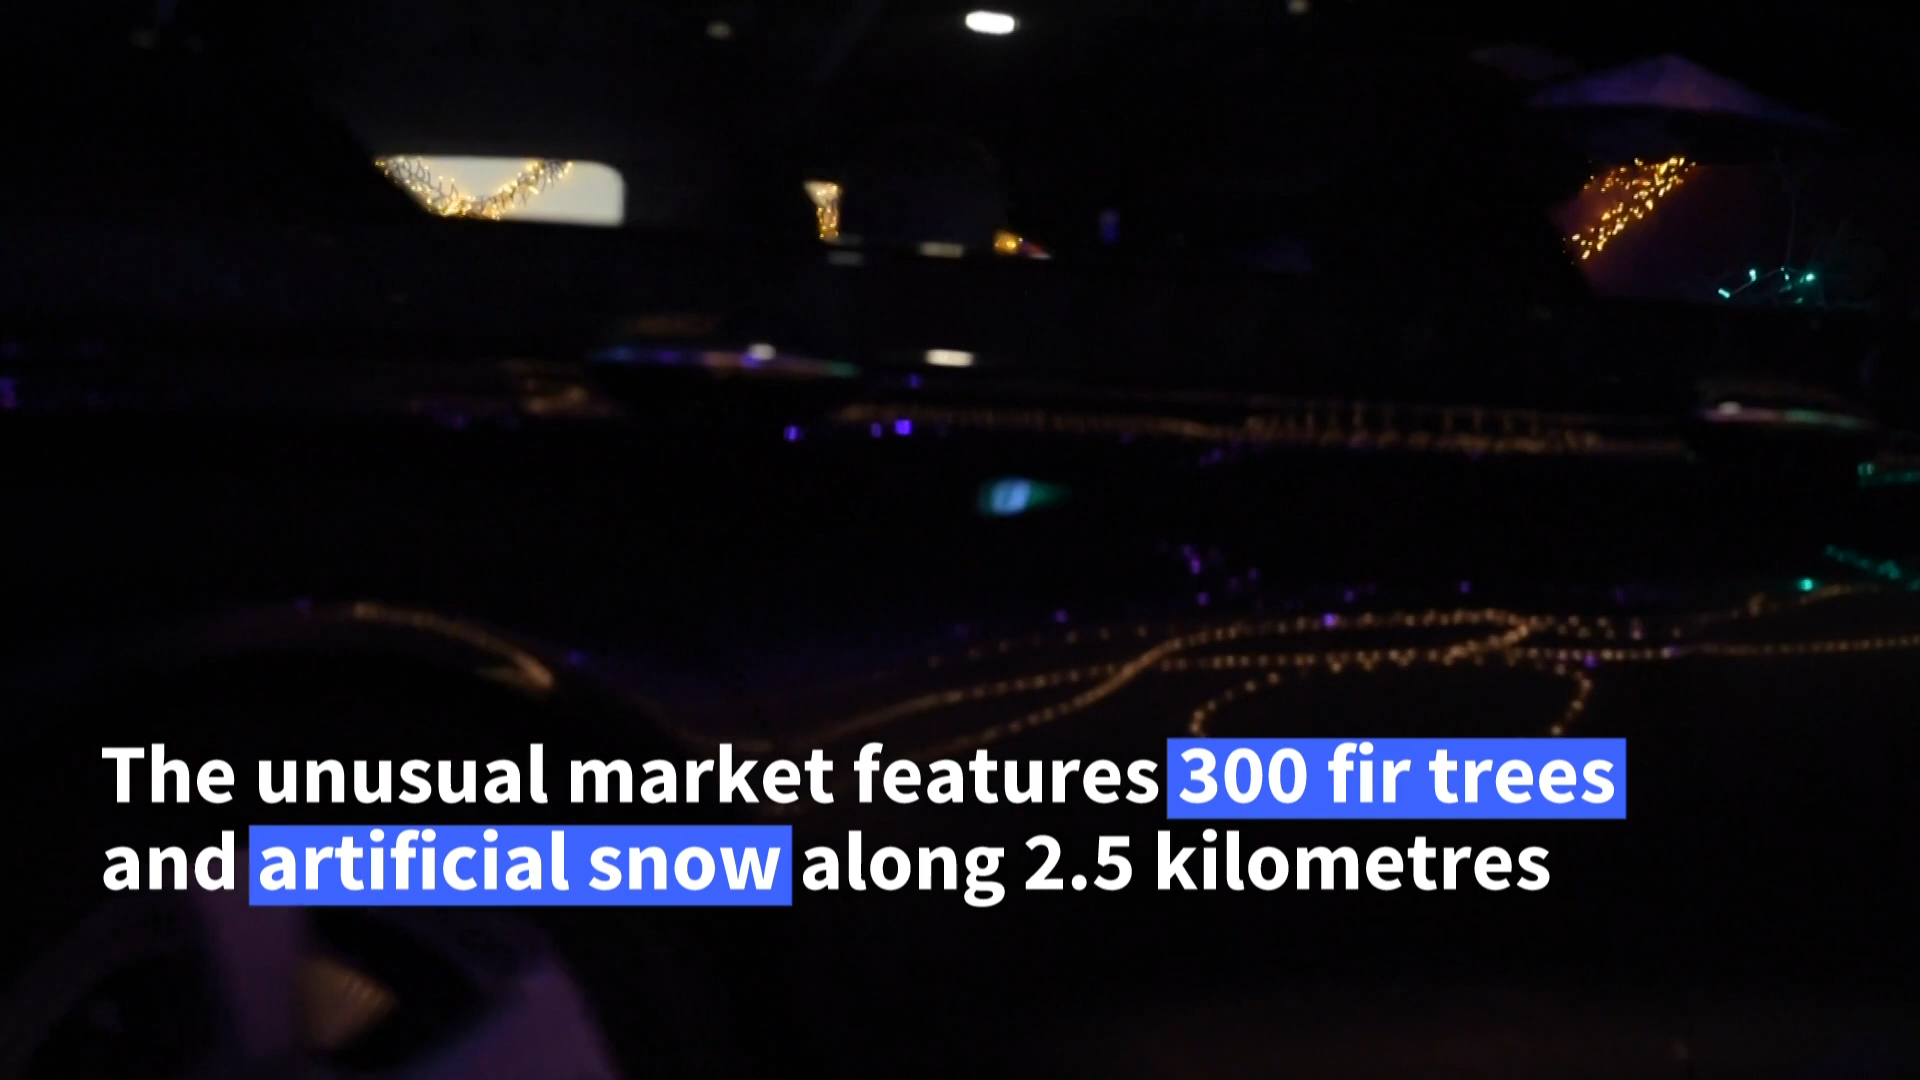 The unusual market features 300 fir trees
and artificial snow along 2.5 kilometres